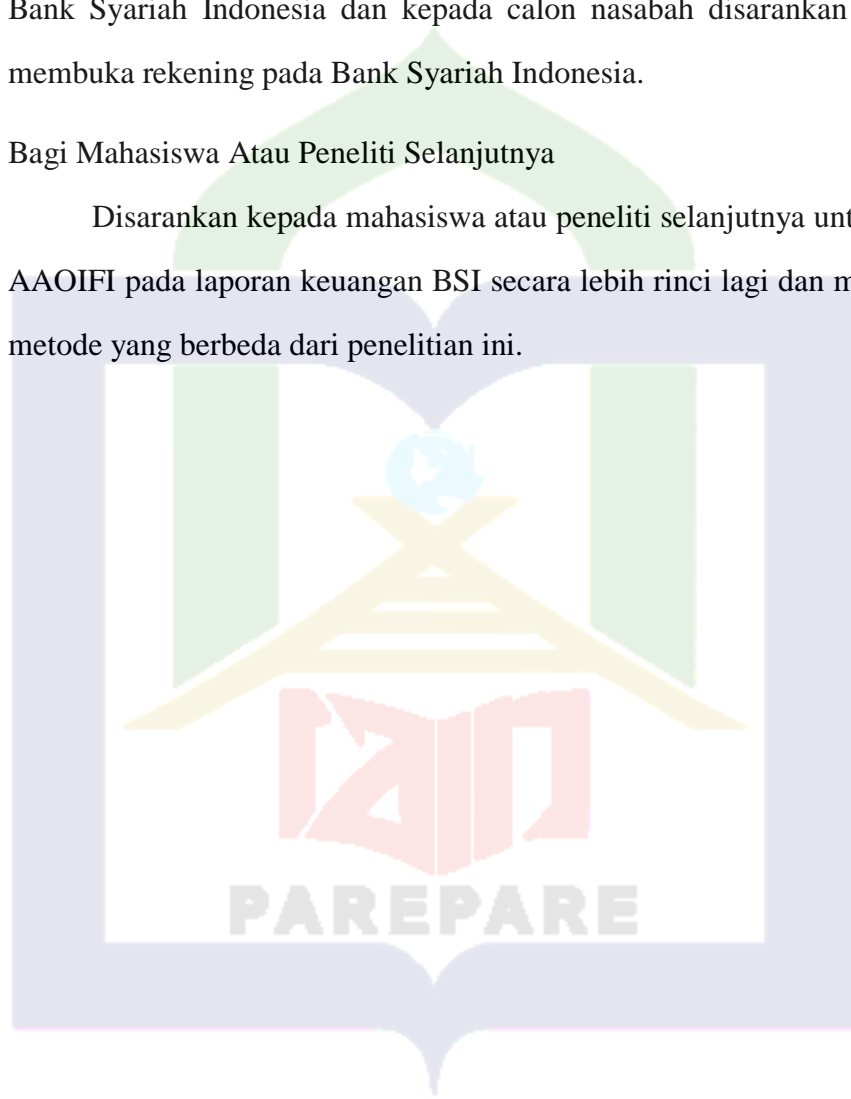 Bank Syariah Indonesia dan kepada calon nasabah disarankan
membuka rekening pada Bank Syariah Indonesia.
Bagi Mahasiswa Atau Peneliti Selanjutnya
Disarankan kepada mahasiswa atau peneliti selanjutnya
AAOIFI pada laporan keuangan BSI secara lebih rinci lagi dan
metode yang berbeda dari penelitian ini.
iain
PAREPARE